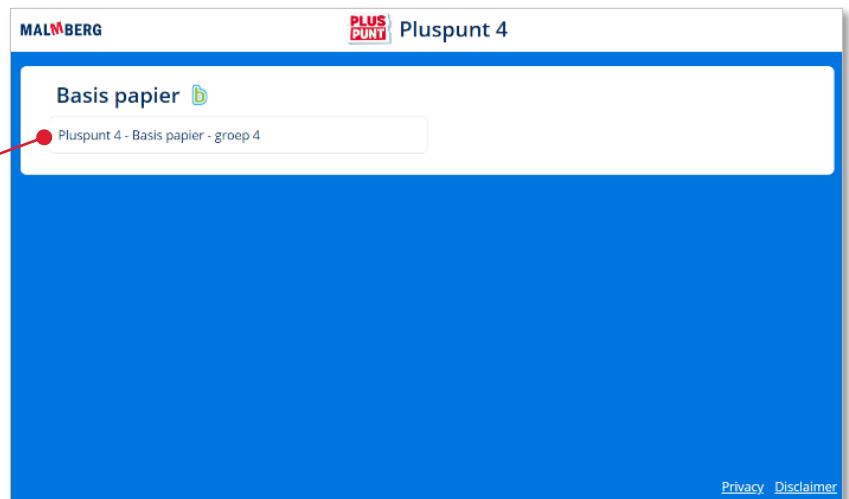 MALMBERG
PLUS
PUNT
Pluspunt 4
Basis papier b
Pluspunt 4 - Basis papier - groep 4
Privacy Disclaimer